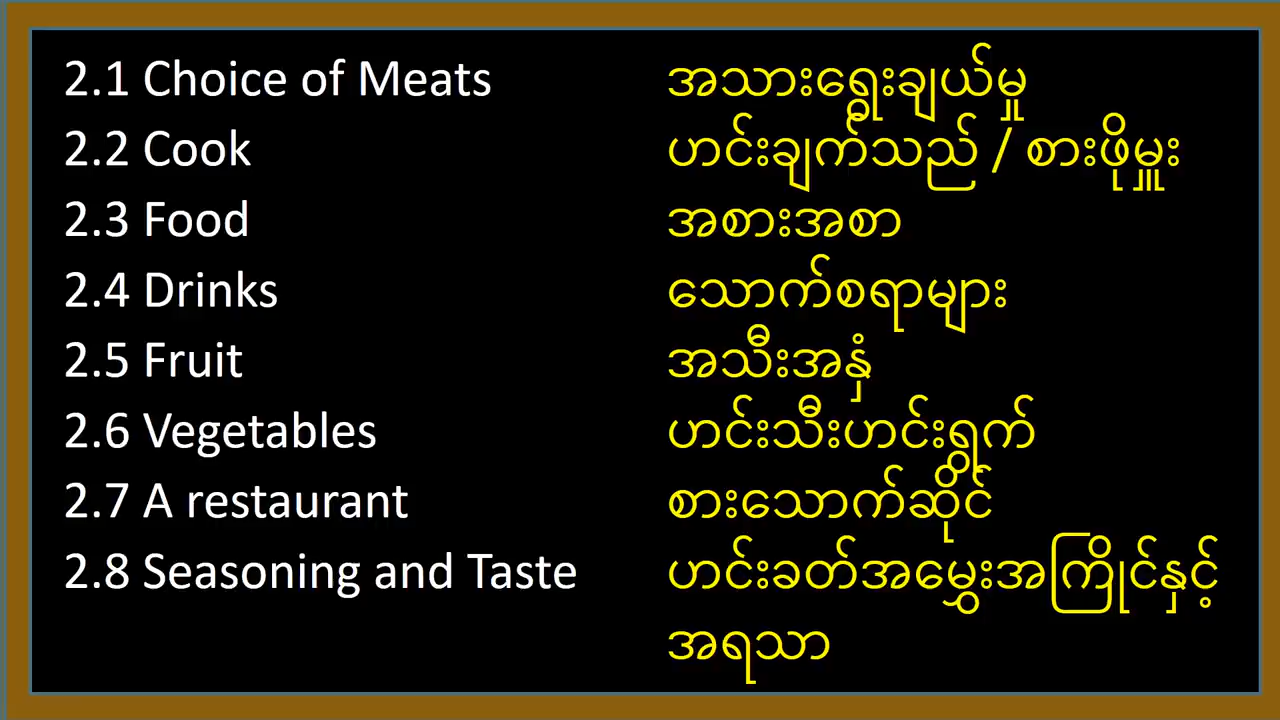 2.1 Choice of Meats အသားရွေးချယ်မှု
2.2 Cook ဟင်းချက်သည် / စားဖိုမှူး
2.3 Food အစားအစာ
2.4 Drinks သောက်စရာများ
2.5 Fruit အသီးအနှံ
2.6 Vegetables ဟင်းသီးဟင်းရွက်
2.7 A restaurant စားသောက်ဆိုင်
2.8 Seasoning and Taste ဟင်းခတ်အမွှေးအကြိုင်နှင့်
အရသာ